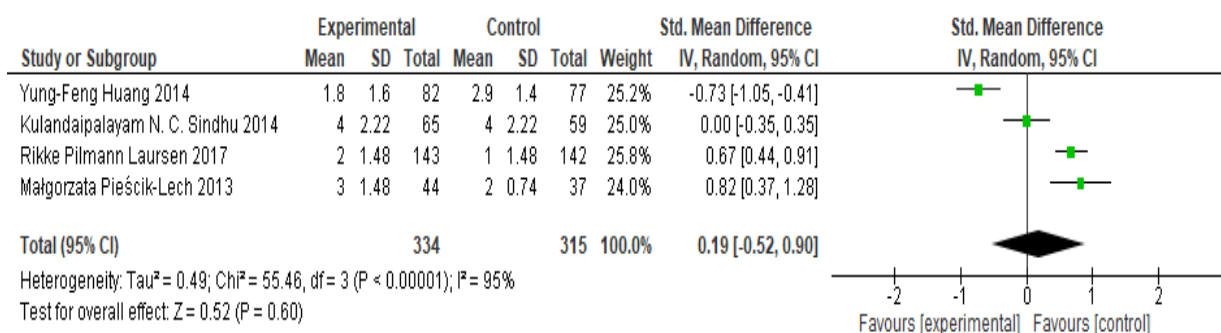 Experimental Control Std. Mean Difference Std. Mean Difference
Study or Subgroup Mean SD Total Mean SD Total Weight IV, Random, 95% CI IV, Random, 95% CI
Yung-Feng Huang 2014 1.8 1.6 82 2.9 1.4 77 25.2% -0.73 [-1.05, -0.41]
Kulandaipalayam N. C. Sindhu 2014 4 2.22 65 4 2.22 59 25.0% 0.00 [-0.35, 0.35]
Rikke Pilmann Laursen 2017 2 1.48 143 1 1.48 142 25.8% 0.67 [0.44, 0.91]
Małgorzata Pieścik-Lech 2013 3 1.48 44 2 0.74 37 24.0% 0.82 [0.37, 1.28]
Total (95% CI) 334 315 100.0% 0.19 [-0.52, 0.90]
Heterogeneity: Tau² = 0.49; Chi² = 55.46, df = 3 (P < 0.00001); I² = 95%
Test for overall effect: Z = 0.52 (P = 0.60)
-2 -1 0 1 2
Favours [experimental] Favours [control]